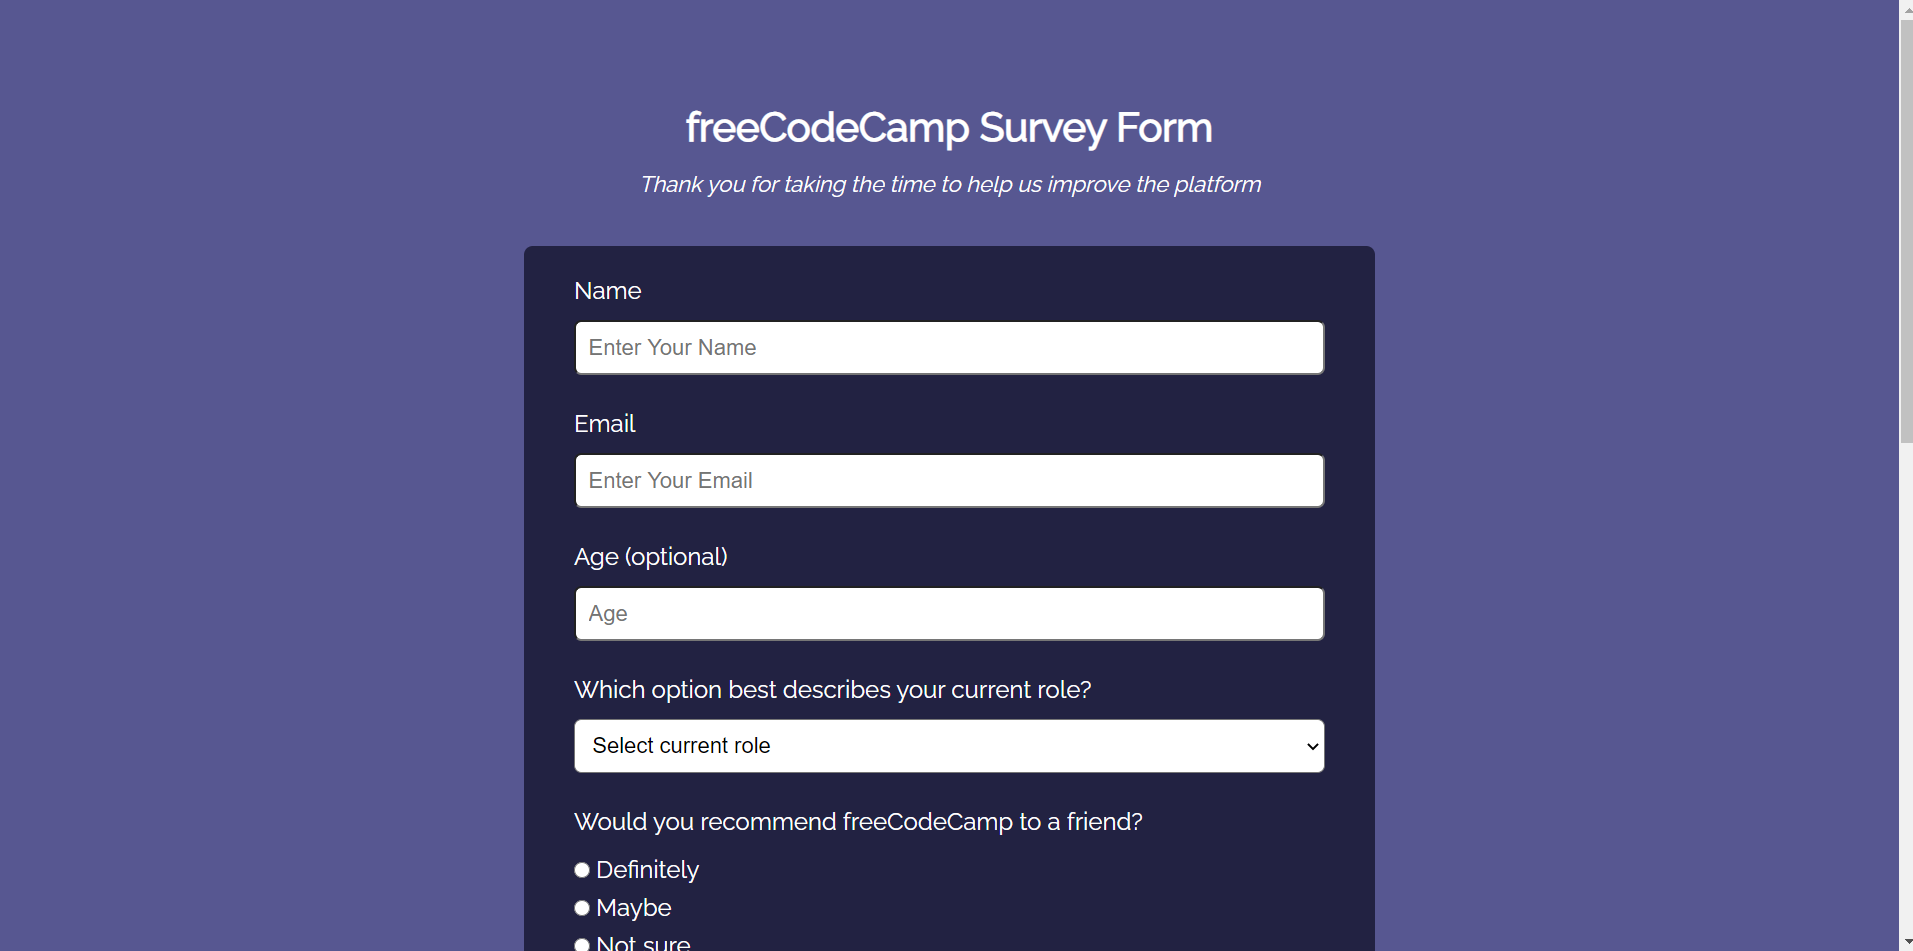 freeCodeCamp Survey Form
Thank you for taking the time to help us improve the platform
Name
Enter Your Name
Email
Enter Your Email
Age (optional)
Age
Which option best describes your current role?
Select current role
Would you recommend freeCodeCamp to a friend?
Definitely
Maybe
Not sure